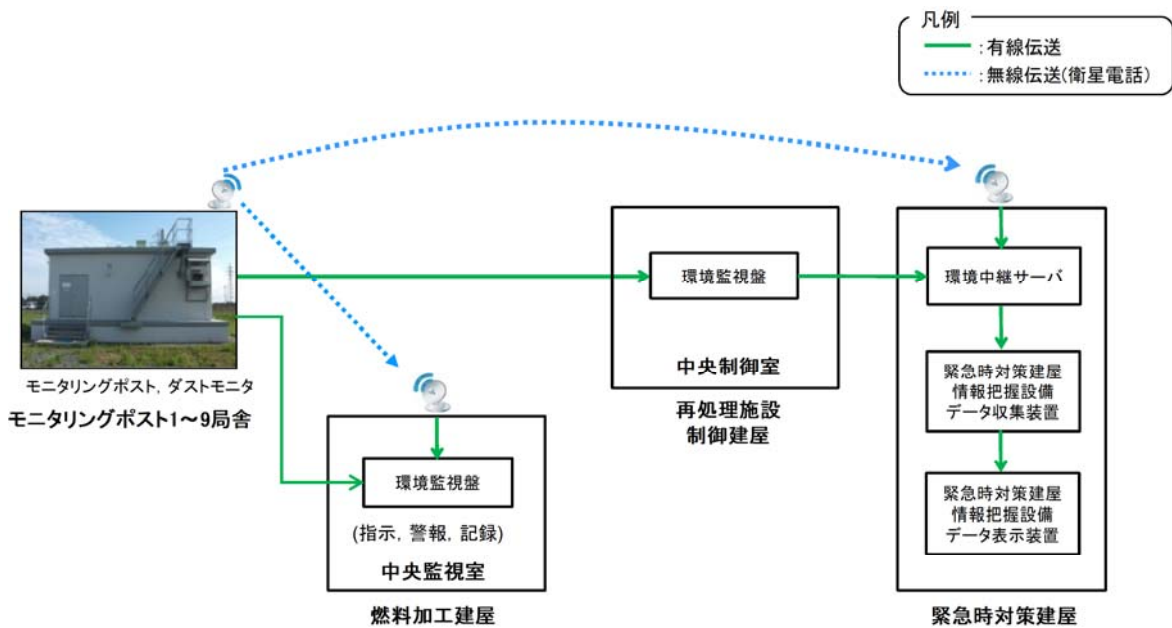 凡例
：有線伝送
：無線伝送(衛星電話)
モニタリングポスト, ダストモニタ
モニタリングポスト1～9局舎
環境監視盤
(指示, 警報, 記録)
中央監視室
燃料加工建屋
環境監視盤
中央制御室
再処理施設
制御建屋
環境中継サーバ
緊急時対策建屋
情報把握設備
データ収集装置
緊急時対策建屋
情報把握設備
データ表示装置
緊急時対策建屋